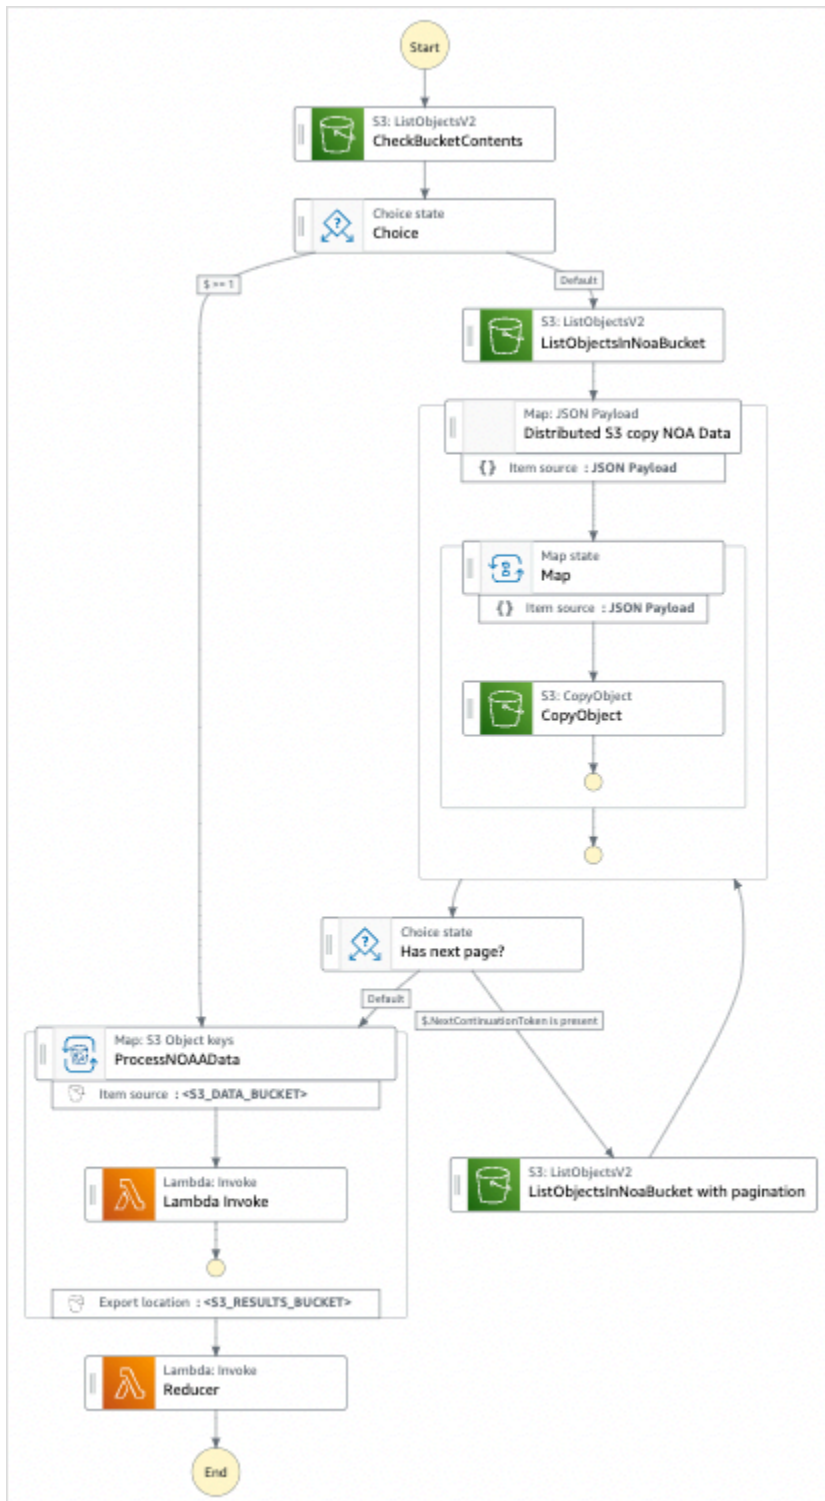 Start
S3: ListObjectsV2
CheckBucketContents
Choice state
Choice
$ >= 1
Default
S3: ListObjectsV2
ListObjectsInNoaBucket
Map: JSON Payload
Distributed S3 copy NOA Data
{} Item source : JSON Payload
Map state
Map
{} Item source : JSON Payload
S3: CopyObject
CopyObject
Choice state
Has next page?
Default
$.NextContinuationToken is present
Map: S3 Object keys
ProcessNOAAData
Item source : <S3_DATA_BUCKET>
Lambda: Invoke
Lambda Invoke
S3: ListObjectsV2
ListObjectsInNoaBucket with pagination
Export location : <S3_RESULTS_BUCKET>
Lambda: Invoke
Reducer
End